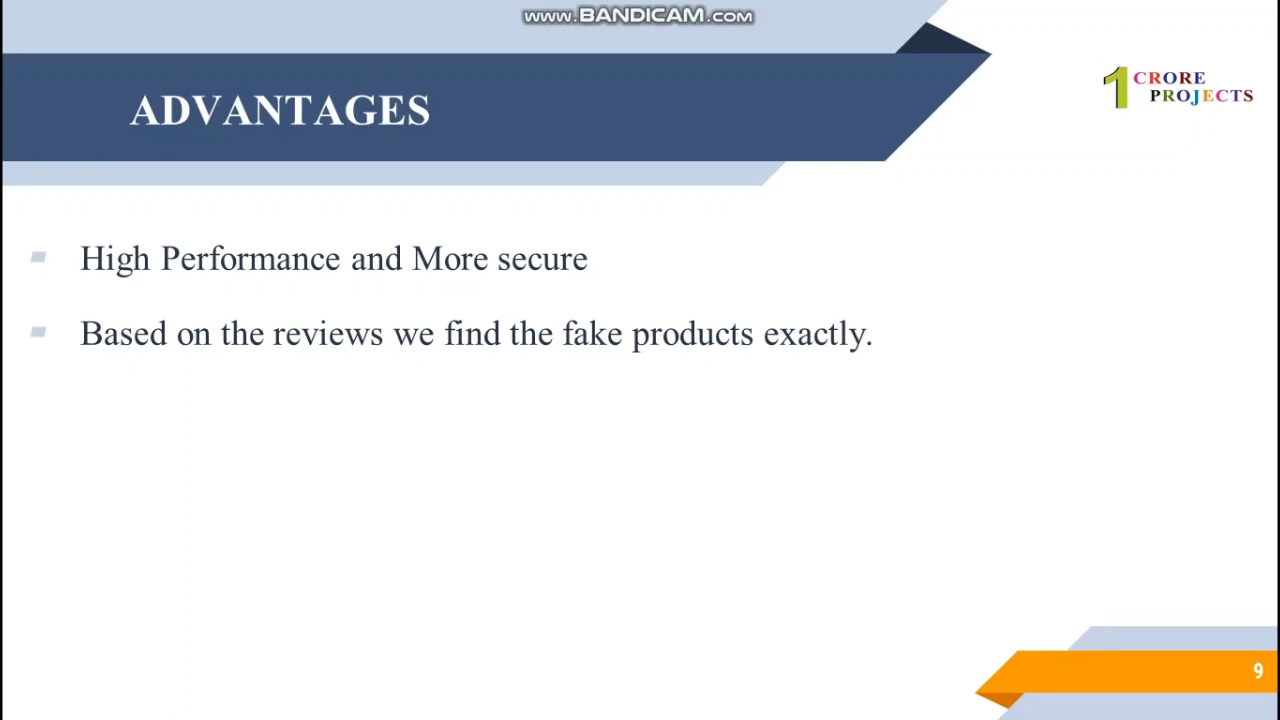 www.BANDICAM.com
1 CRORE
PROJECTS
ADVANTAGES
High Performance and More secure
Based on the reviews we find the fake products exactly.
9